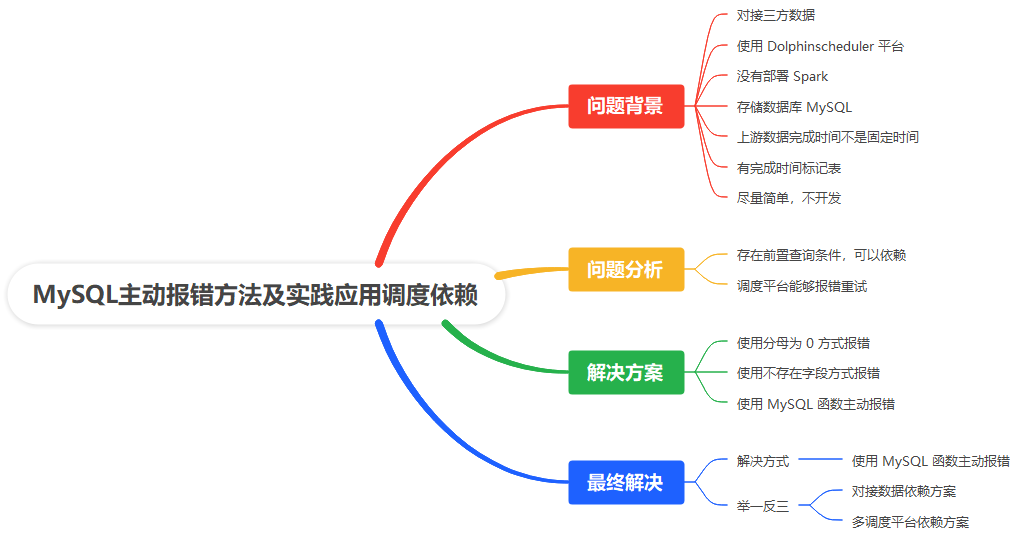 MySQL主动报错方法及实践应用调度依赖
问题背景
对接三方数据
使用 Dolphinscheduler 平台
没有部署 Spark
存储数据库 MySQL
上游数据完成时间不是固定时间
有完成时间标记表
尽量简单，不开发
问题分析
存在前置查询条件，可以依赖
调度平台能够报错重试
解决方案
使用分母为 0 方式报错
使用不存在字段方式报错
使用 MySQL 函数主动报错
最终解决
解决方式
使用 MySQL 函数主动报错
举一反三
对接数据依赖方案
多调度平台依赖方案